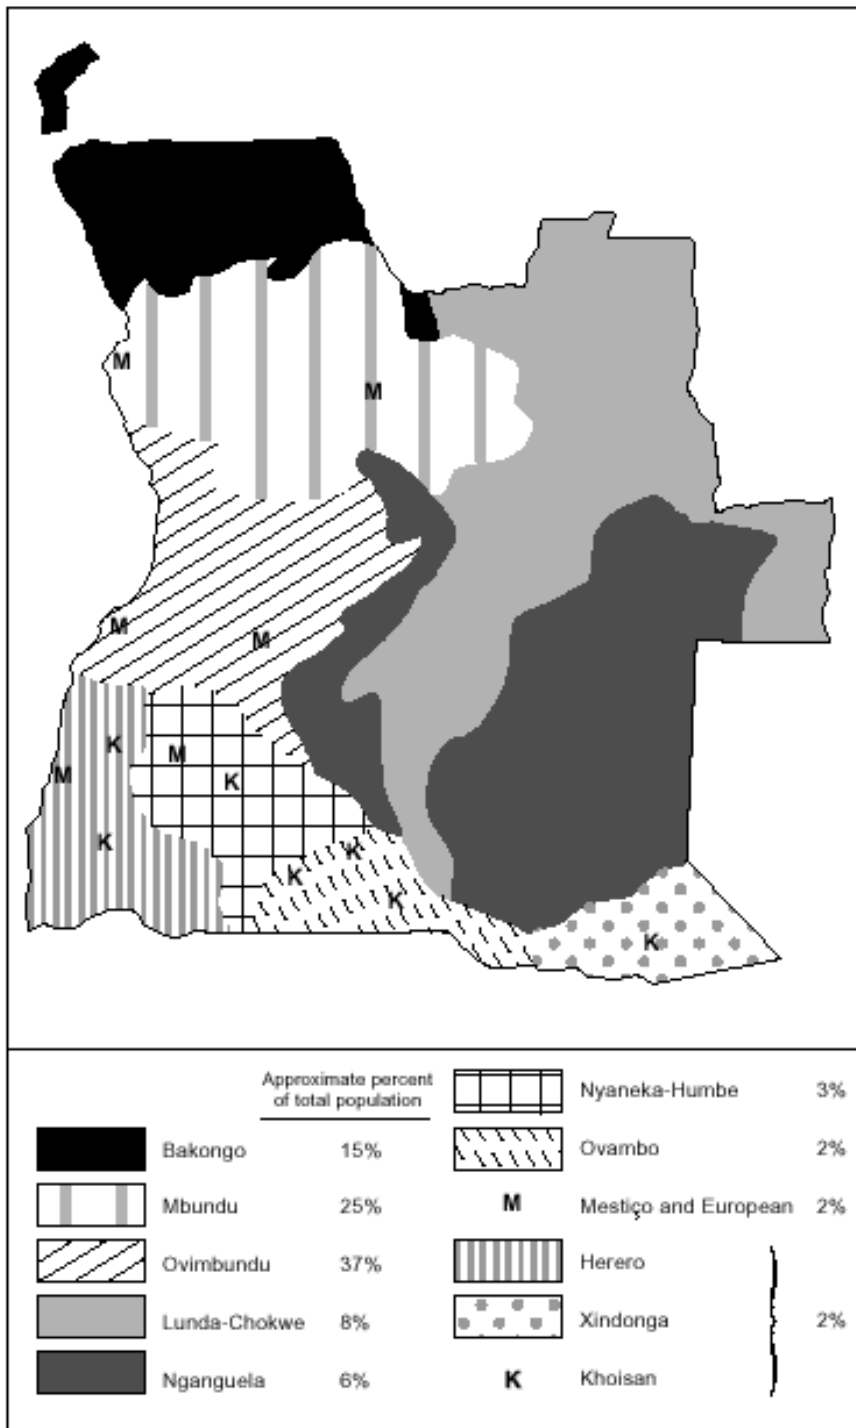 M
M
M
M
K
M
M
K
K
K
K
K
K
Approximate percent
of total population
Bakongo 15%
Mbundu 25%
Ovimbundu 37%
Lunda-Chokwe 8%
Nganguela 6%
Nyaneka-Humbe 3%
Ovambo 2%
M Mestiço and European 2%
Herero
Xindonga 2%
K Khoisan